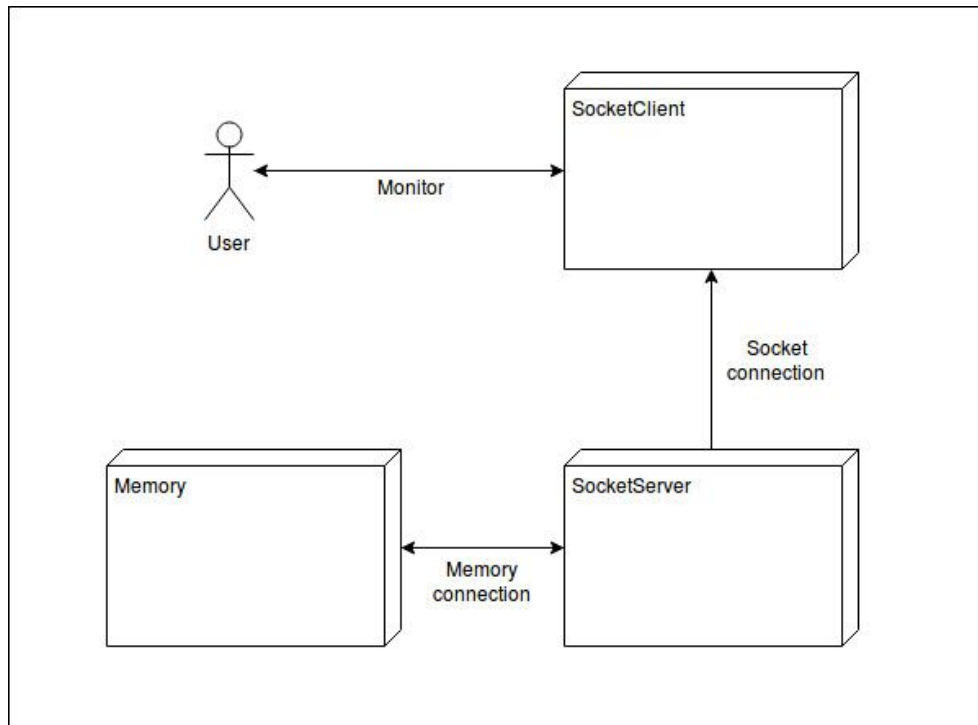 SocketClient
Monitor
User
Socket
connection
Memory
SocketServer
Memory
connection